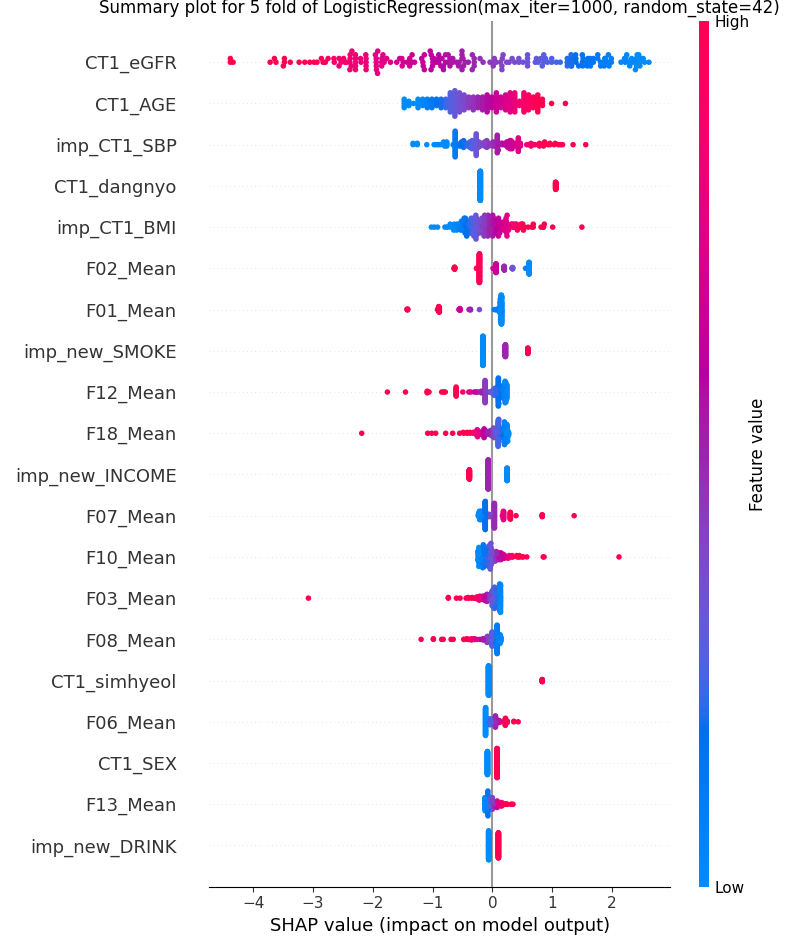 Summary plot for 5 fold of LogisticRegression(max_iter=1000, random_state=42)
High
CT1_eGFR
CT1_AGE
imp_CT1_SBP
CT1_dangnyo
imp_CT1_BMI
F02_Mean
F01_Mean
imp_new_SMOKE
F12_Mean
F18_Mean
imp_new_INCOME
F07_Mean
F10_Mean
F03_Mean
F08_Mean
CT1_simhyeol
F06_Mean
CT1_SEX
F13_Mean
imp_new_DRINK
Feature value
Low
−4 −3 −2 −1 0 1 2
SHAP value (impact on model output)